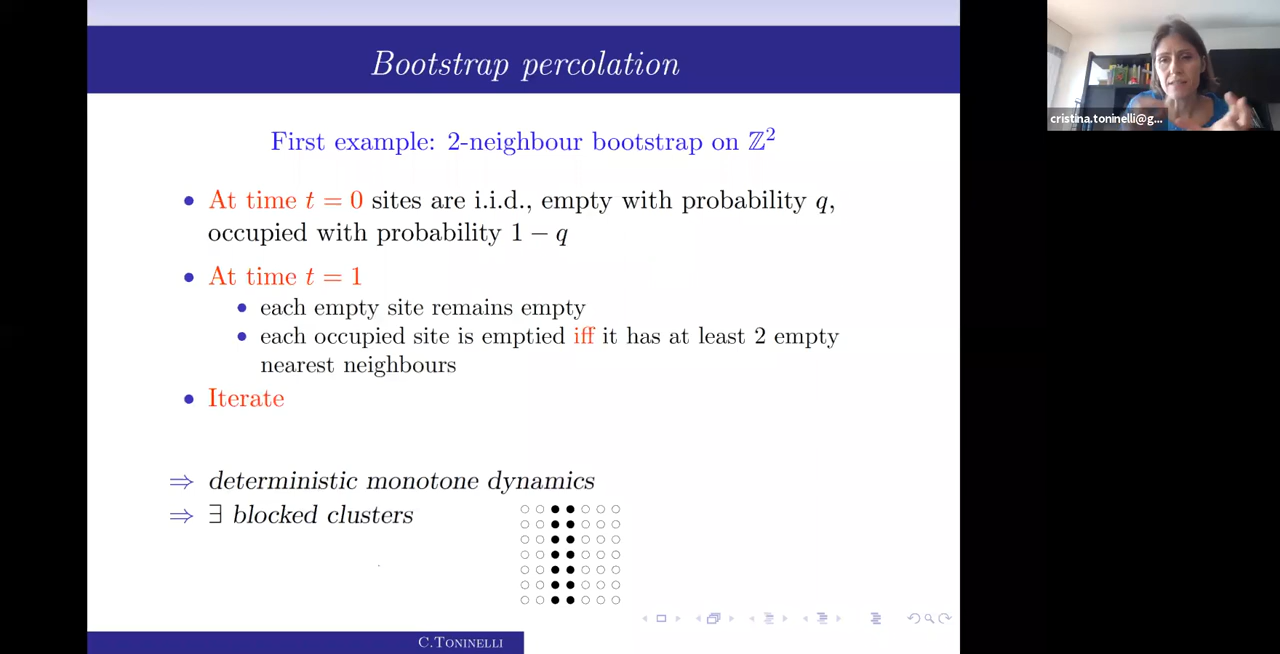 Bootstrap percolation
cristina.toninelli@g...
First example: 2-neighbour bootstrap on ℤ²
• At time t = 0 sites are i.i.d., empty with probability q,
occupied with probability 1 − q
• At time t = 1
• each empty site remains empty
• each occupied site is emptied iff it has at least 2 empty
nearest neighbours
• Iterate
⇒ deterministic monotone dynamics
⇒ ∃ blocked clusters
C.Toninelli